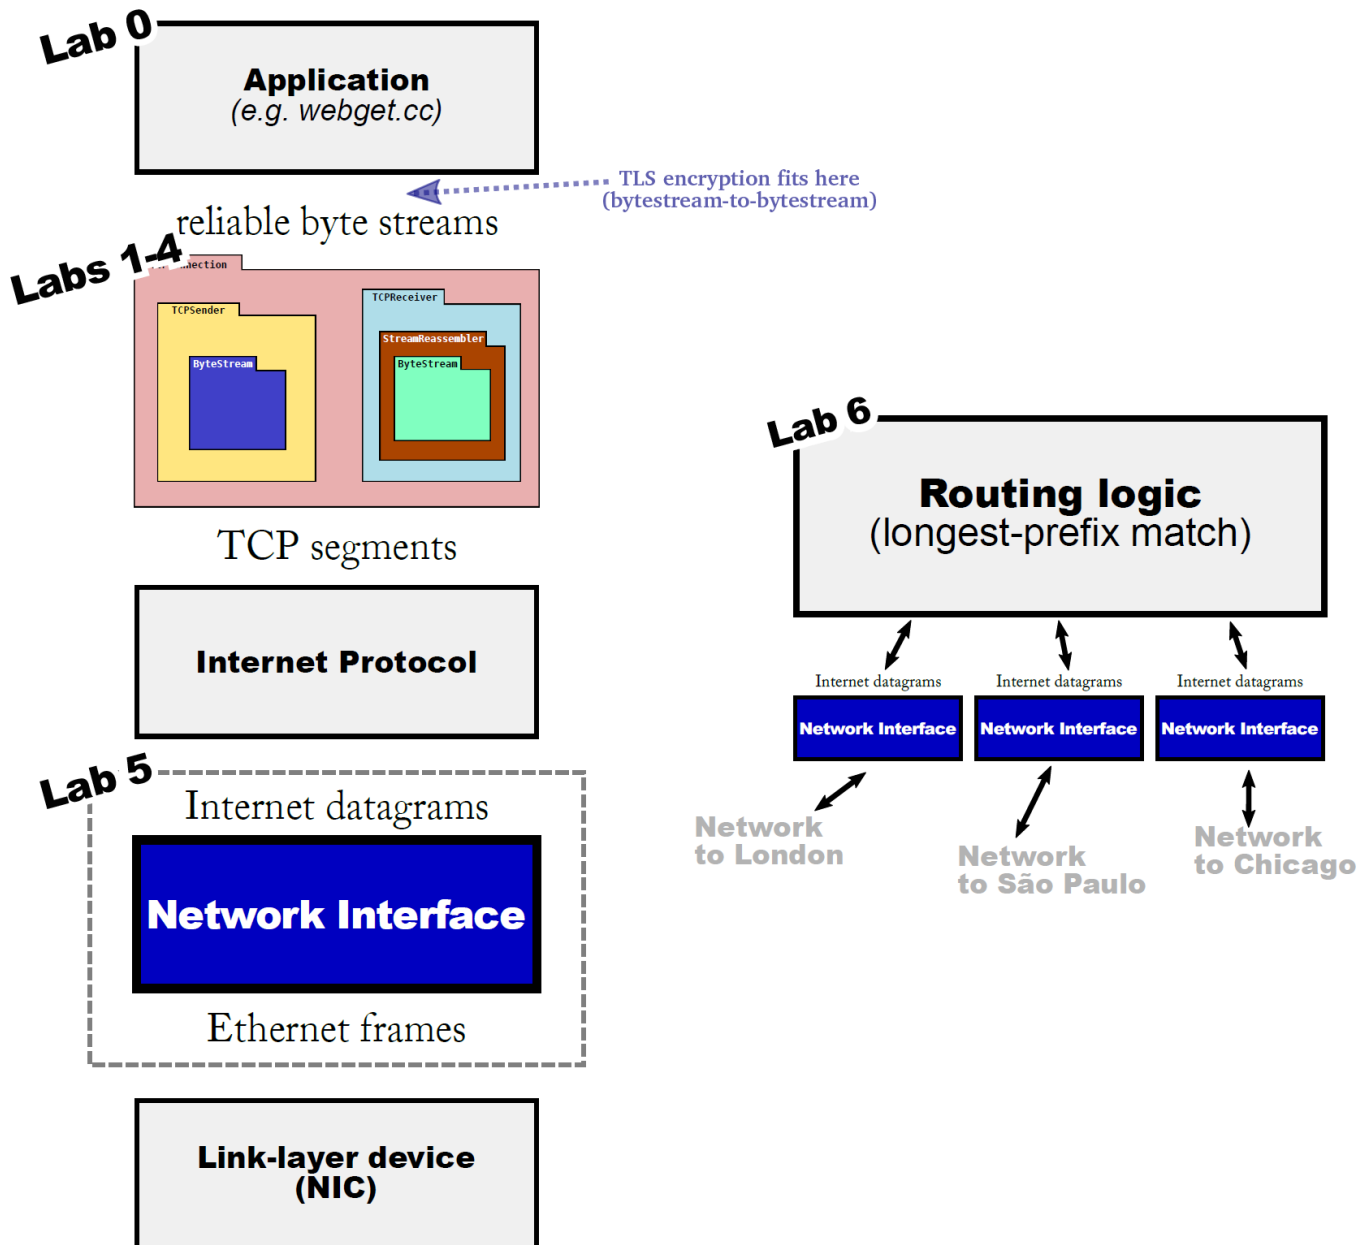 Lab 0
Application
(e.g. webget.cc)
TLS encryption fits here
(bytestream-to-bytestream)
reliable byte streams
Labs 1-4
nnection
TCPSender
ByteStream
TCPReceiver
StreamReassembler
ByteStream
TCP segments
Internet Protocol
Lab 5
Internet datagrams
Network Interface
Ethernet frames
Link-layer device
(NIC)
Lab 6
Routing logic
(longest-prefix match)
Internet datagrams
Internet datagrams
Internet datagrams
Network Interface
Network Interface
Network Interface
Network
to London
Network
to São Paulo
Network
to Chicago